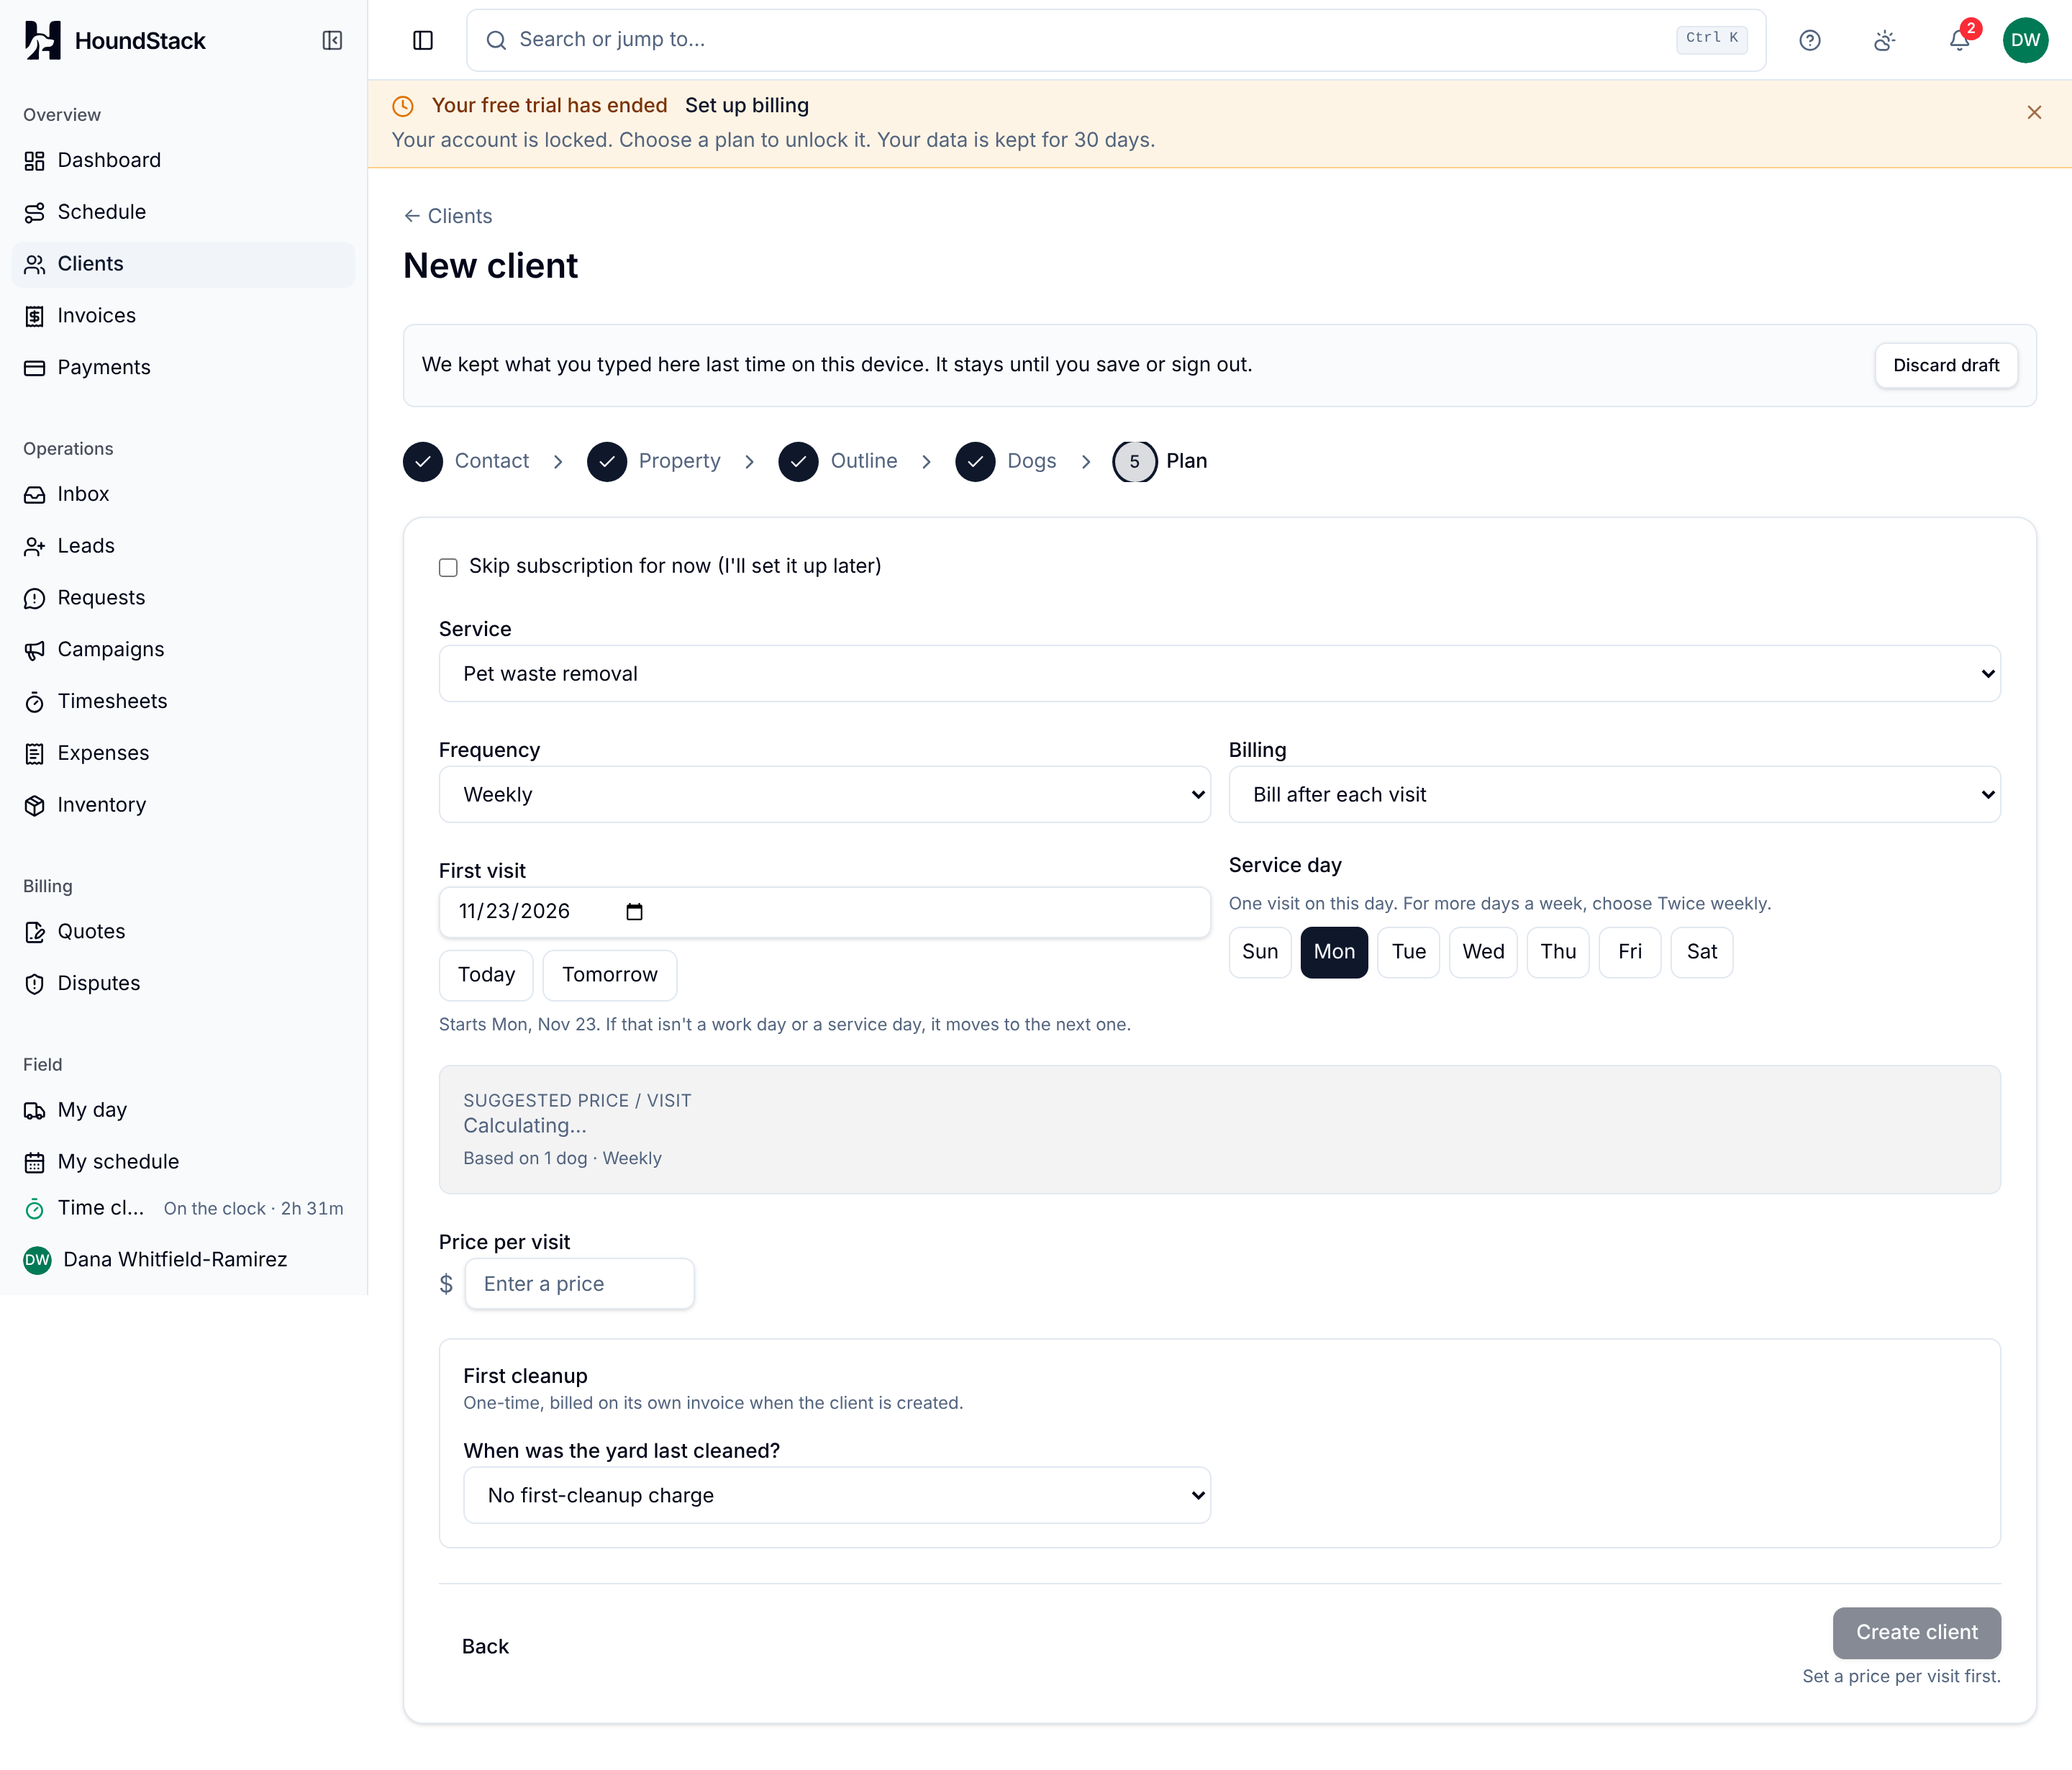 HoundStack
Search or jump to...
Ctrl K
2
DW
Your free trial has ended Set up billing
Your account is locked. Choose a plan to unlock it. Your data is kept for 30 days.
Overview
Dashboard
Schedule
Clients
Invoices
Payments
Operations
Inbox
Leads
Requests
Campaigns
Timesheets
Expenses
Inventory
Billing
Quotes
Disputes
Field
My day
My schedule
Time cl... On the clock · 2h 31m
DW Dana Whitfield-Ramirez
← Clients
New client
We kept what you typed here last time on this device. It stays until you save or sign out.
Discard draft
Contact
Property
Outline
Dogs
5 Plan
Skip subscription for now (I'll set it up later)
Service
Pet waste removal
Frequency
Weekly
Billing
Bill after each visit
First visit
11/23/2026
Today
Tomorrow
Starts Mon, Nov 23. If that isn't a work day or a service day, it moves to the next one.
Service day
One visit on this day. For more days a week, choose Twice weekly.
Sun Mon Tue Wed Thu Fri Sat
SUGGESTED PRICE / VISIT
Calculating...
Based on 1 dog · Weekly
Price per visit
$ Enter a price
First cleanup
One-time, billed on its own invoice when the client is created.
When was the yard last cleaned?
No first-cleanup charge
Back
Create client
Set a price per visit first.